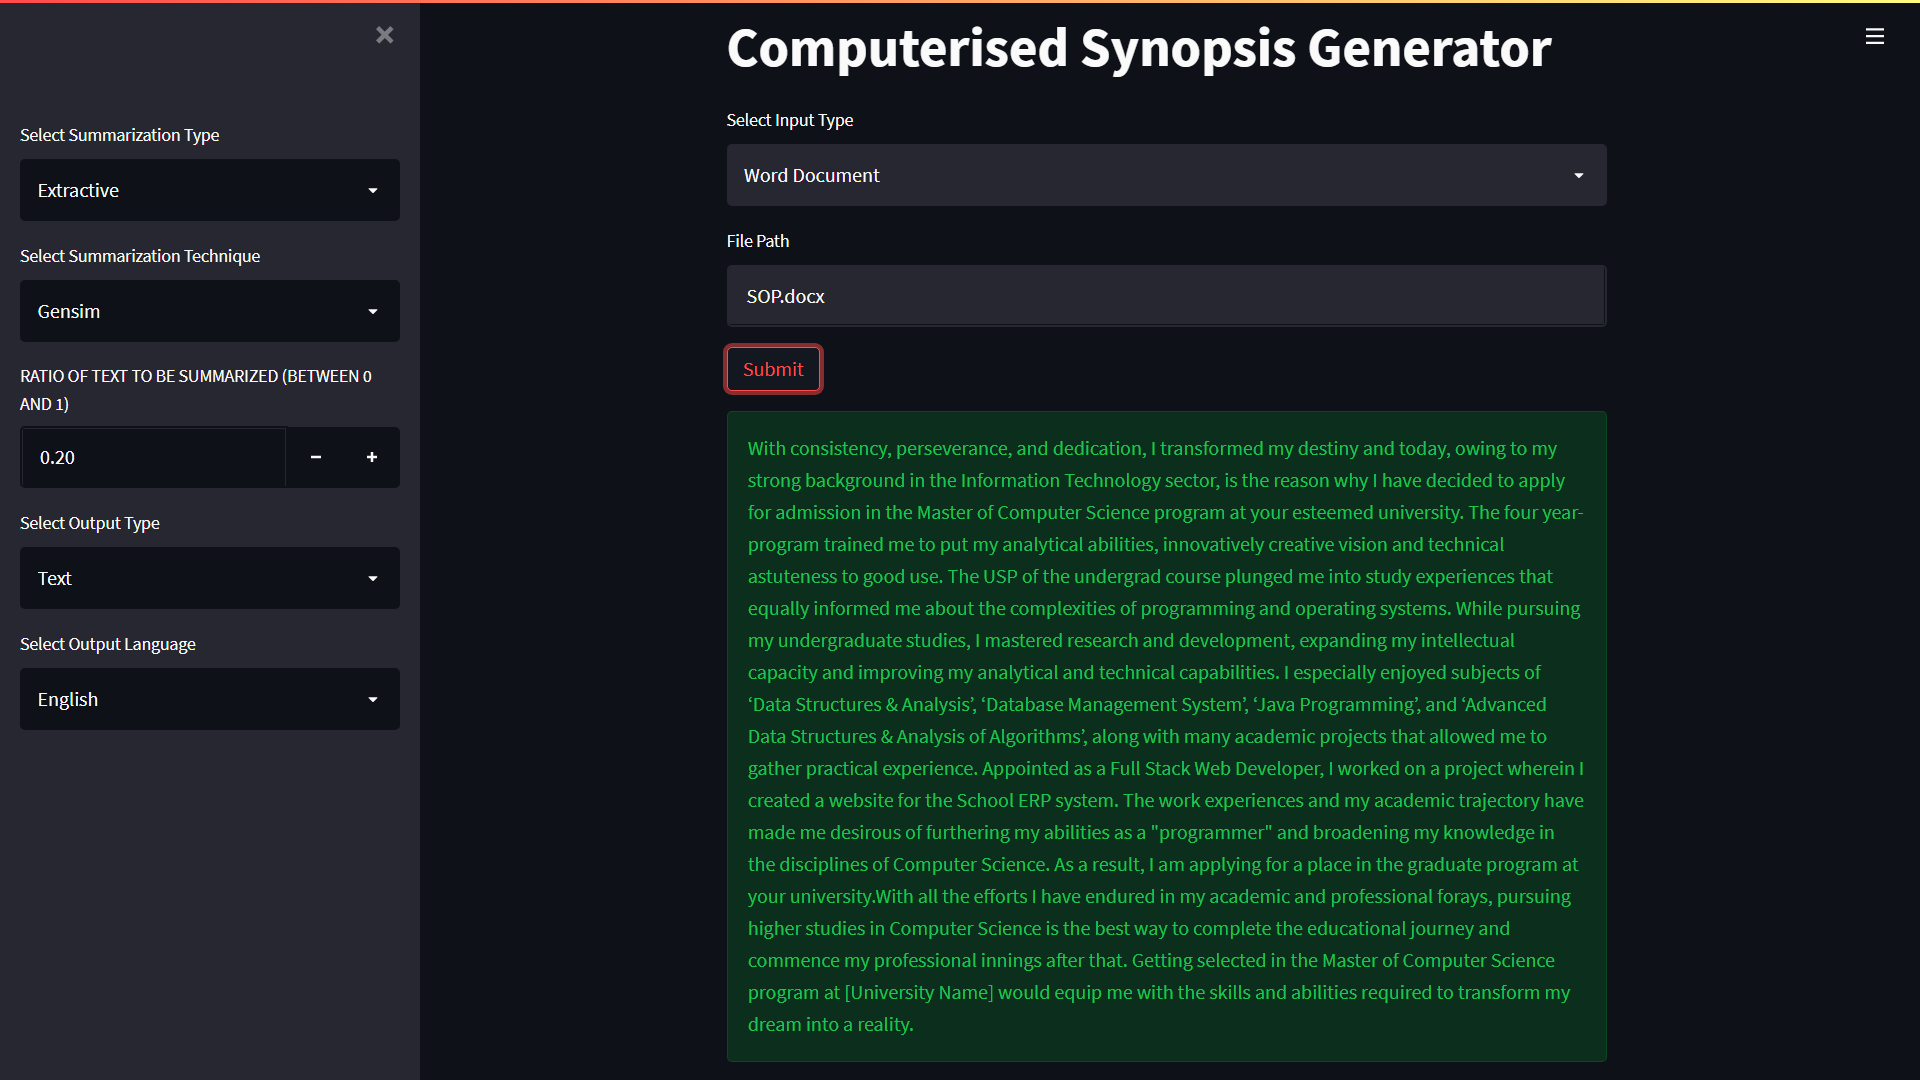 Select Summarization Type
Extractive
Select Summarization Technique
Gensim
RATIO OF TEXT TO BE SUMMARIZED (BETWEEN 0
AND 1)
0.20
Select Output Type
Text
Select Output Language
English
Computerised Synopsis Generator
Select Input Type
Word Document
File Path
SOP.docx
Submit
With consistency, perseverance, and dedication, I transformed my destiny and today, owing to my
strong background in the Information Technology sector, is the reason why I have decided to apply
for admission in the Master of Computer Science program at your esteemed university. The four year-
program trained me to put my analytical abilities, innovatively creative vision and technical
astuteness to good use. The USP of the undergrad course plunged me into study experiences that
equally informed me about the complexities of programming and operating systems. While pursuing
my undergraduate studies, I mastered research and development, expanding my intellectual
capacity and improving my analytical and technical capabilities. I especially enjoyed subjects of
‘Data Structures & Analysis’, ‘Database Management System’, ‘Java Programming’, and ‘Advanced
Data Structures & Analysis of Algorithms’, along with many academic projects that allowed me to
gather practical experience. Appointed as a Full Stack Web Developer, I worked on a project wherein I
created a website for the School ERP system. The work experiences and my academic trajectory have
made me desirous of furthering my abilities as a "programmer" and broadening my knowledge in
the disciplines of Computer Science. As a result, I am applying for a place in the graduate program at
your university.With all the efforts I have endured in my academic and professional forays, pursuing
higher studies in Computer Science is the best way to complete the educational journey and
commence my professional innings after that. Getting selected in the Master of Computer Science
program at [University Name] would equip me with the skills and abilities required to transform my
dream into a reality.